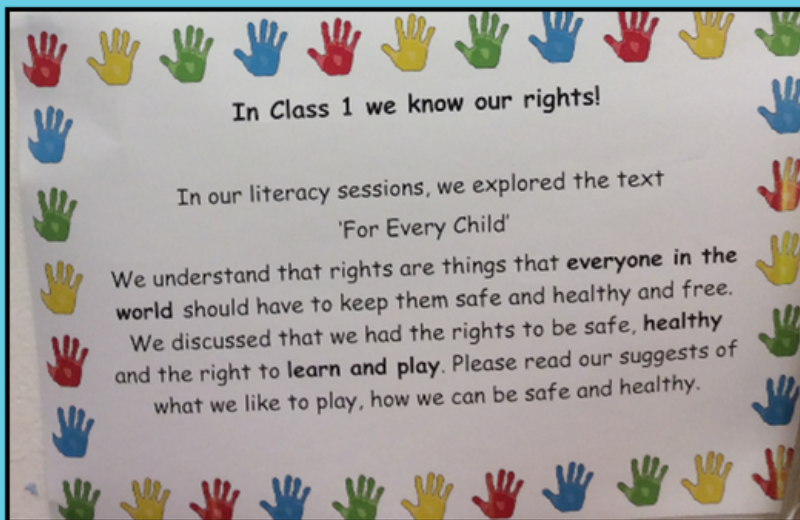 In Class 1 we know our rights!
In our literacy sessions, we explored the text
'For Every Child'
We understand that rights are things that everyone in the
world should have to keep them safe and healthy and free.
We discussed that we had the rights to be safe, healthy
and the right to learn and play. Please read our suggests of
what we like to play, how we can be safe and healthy.